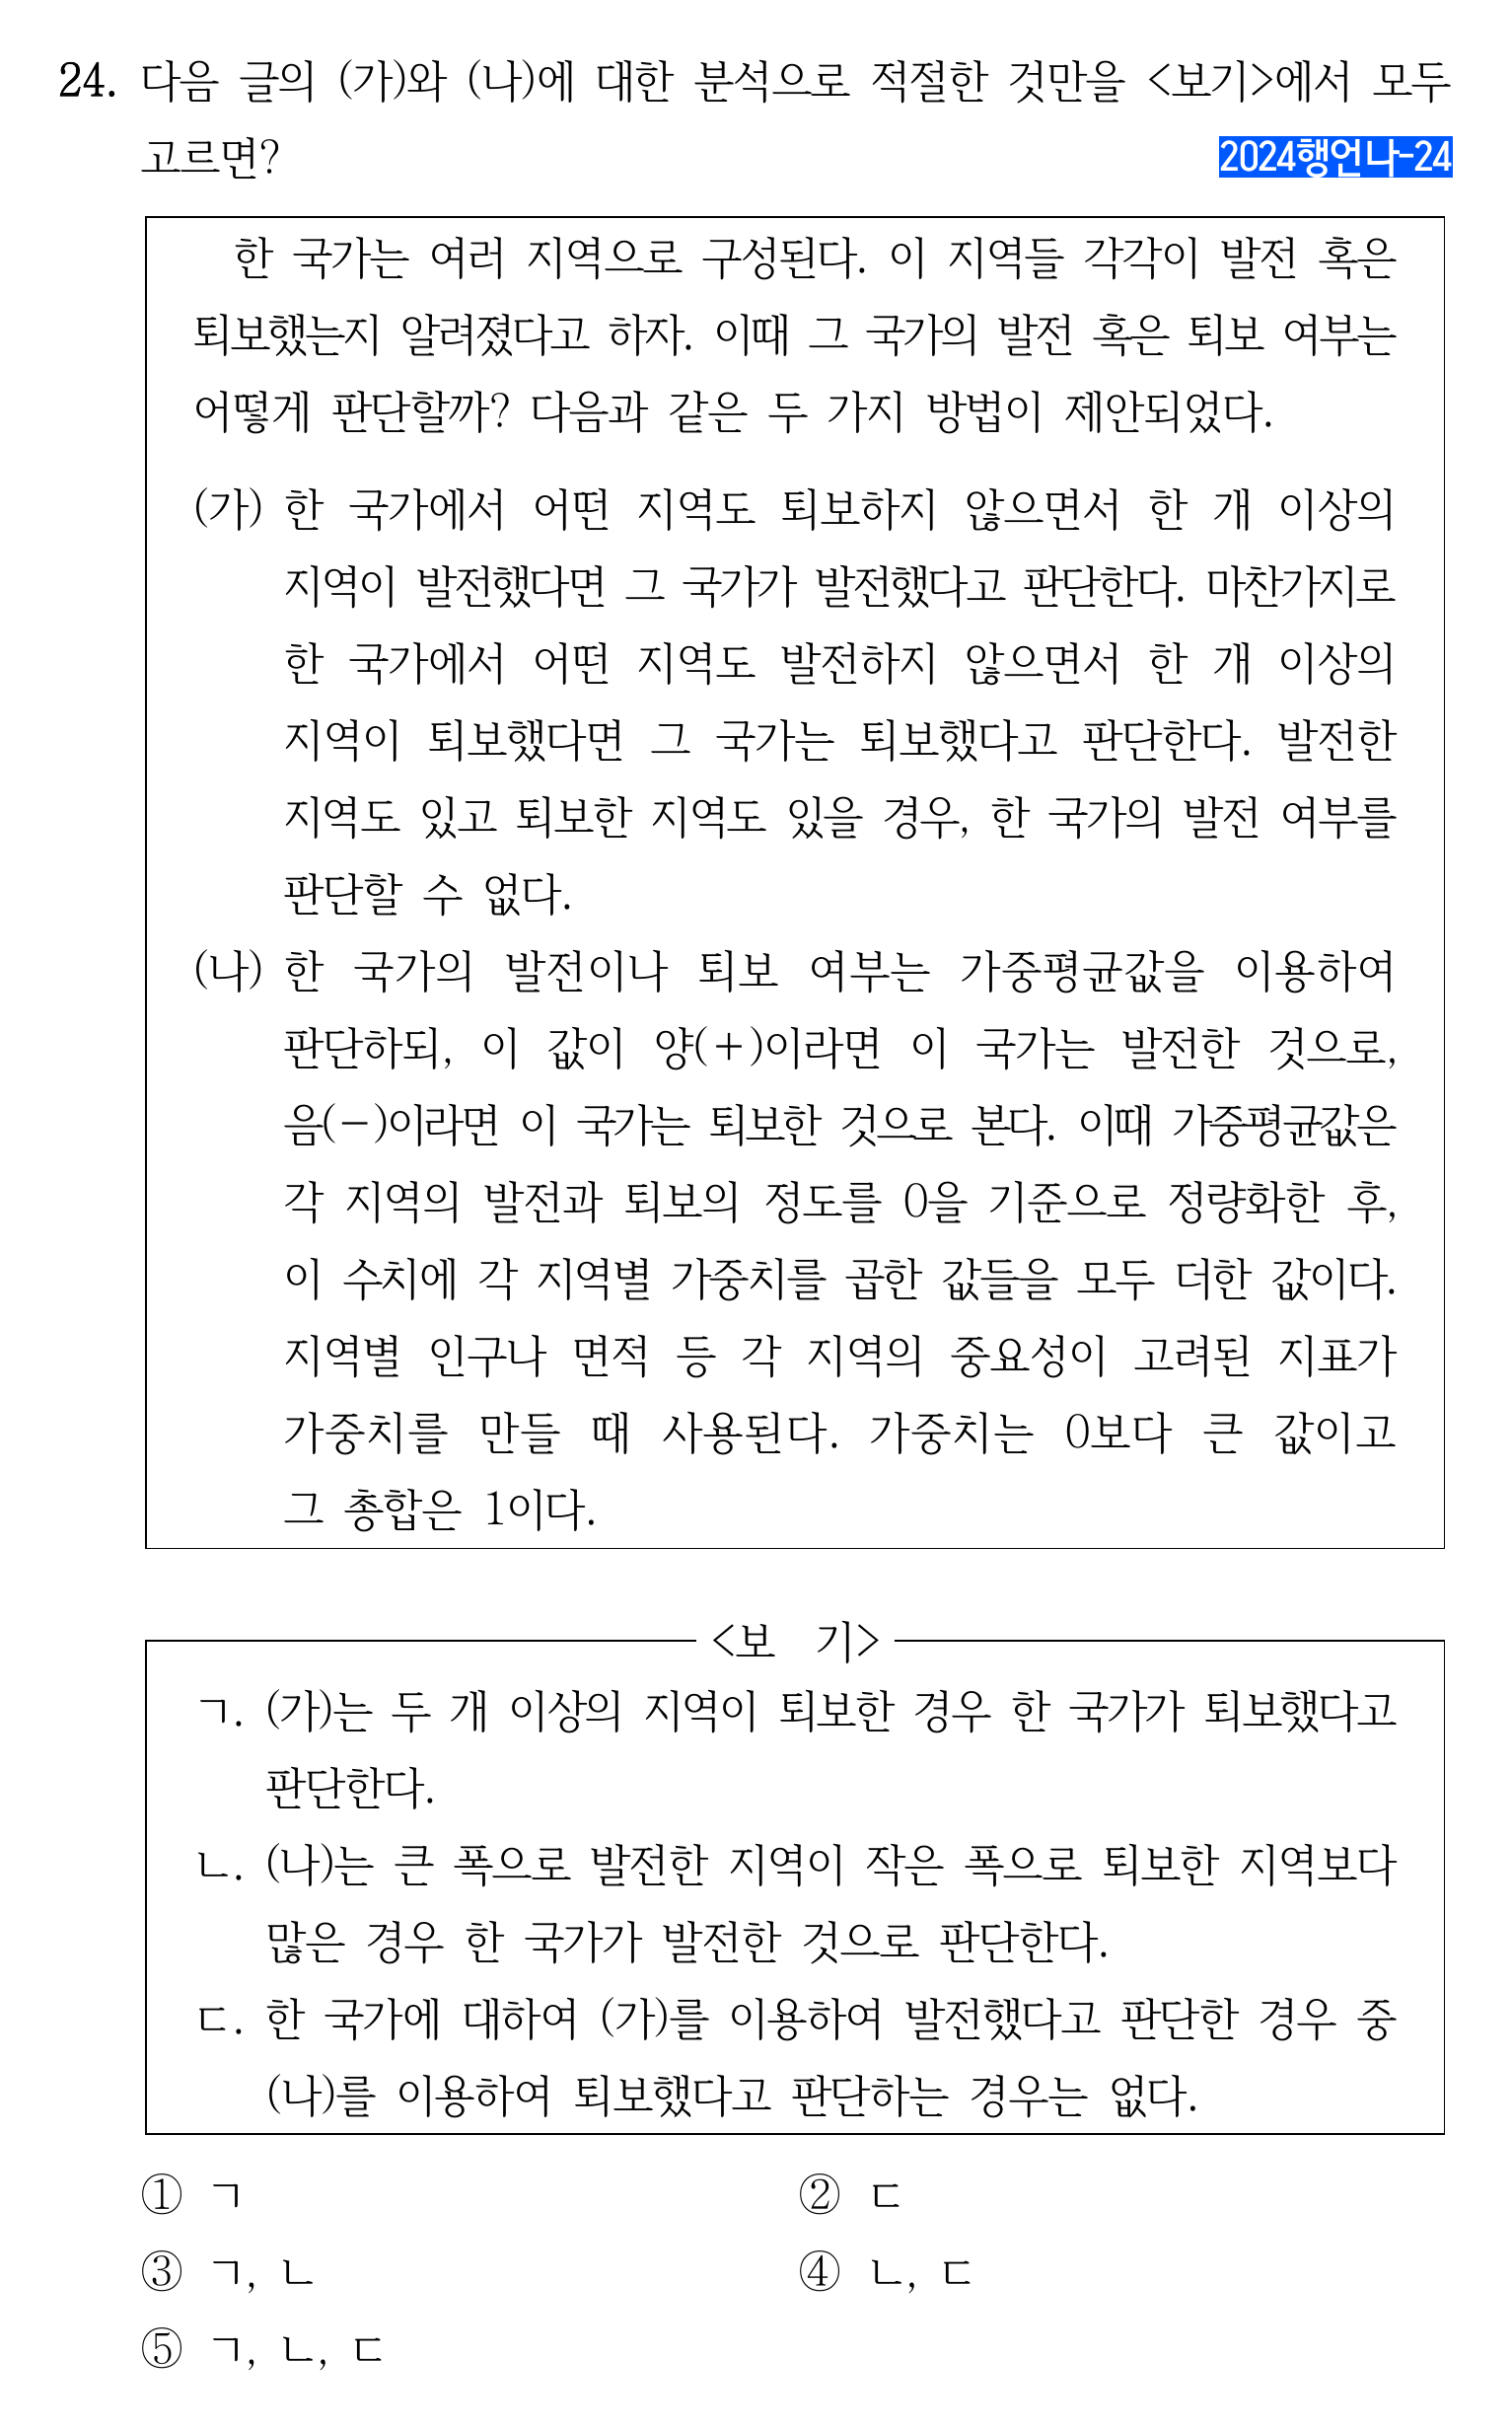 24. 다음 글의 (가)와 (나)에 대한 분석으로 적절한 것만을 <보기>에서 모두
고르면?
2024행언나-24
한 국가는 여러 지역으로 구성된다. 이 지역들 각각이 발전 혹은
퇴보했는지 알려졌다고 하자. 이때 그 국가의 발전 혹은 퇴보 여부는
어떻게 판단할까? 다음과 같은 두 가지 방법이 제안되었다.
(가) 한 국가에서 어떤 지역도 퇴보하지 않으면서 한 개 이상의
지역이 발전했다면 그 국가가 발전했다고 판단한다. 마찬가지로
한 국가에서 어떤 지역도 발전하지 않으면서 한 개 이상의
지역이 퇴보했다면 그 국가는 퇴보했다고 판단한다. 발전한
지역도 있고 퇴보한 지역도 있을 경우, 한 국가의 발전 여부를
판단할 수 없다.
(나) 한 국가의 발전이나 퇴보 여부는 가중평균값을 이용하여
판단하되, 이 값이 양(+)이라면 이 국가는 발전한 것으로,
음(-)이라면 이 국가는 퇴보한 것으로 본다. 이때 가중평균값은
각 지역의 발전과 퇴보의 정도를 0을 기준으로 정량화한 후,
이 수치에 각 지역별 가중치를 곱한 값들을 모두 더한 값이다.
지역별 인구나 면적 등 각 지역의 중요성이 고려된 지표가
가중치를 만들 때 사용된다. 가중치는 0보다 큰 값이고
그 총합은 1이다.
<보 기>
ㄱ. (가)는 두 개 이상의 지역이 퇴보한 경우 한 국가가 퇴보했다고
판단한다.
ㄴ. (나)는 큰 폭으로 발전한 지역이 작은 폭으로 퇴보한 지역보다
많은 경우 한 국가가 발전한 것으로 판단한다.
ㄷ. 한 국가에 대하여 (가)를 이용하여 발전했다고 판단한 경우 중
(나)를 이용하여 퇴보했다고 판단하는 경우는 없다.
① ㄱ ② ㄷ
③ ㄱ, ㄴ ④ ㄴ, ㄷ
⑤ ㄱ, ㄴ, ㄷ